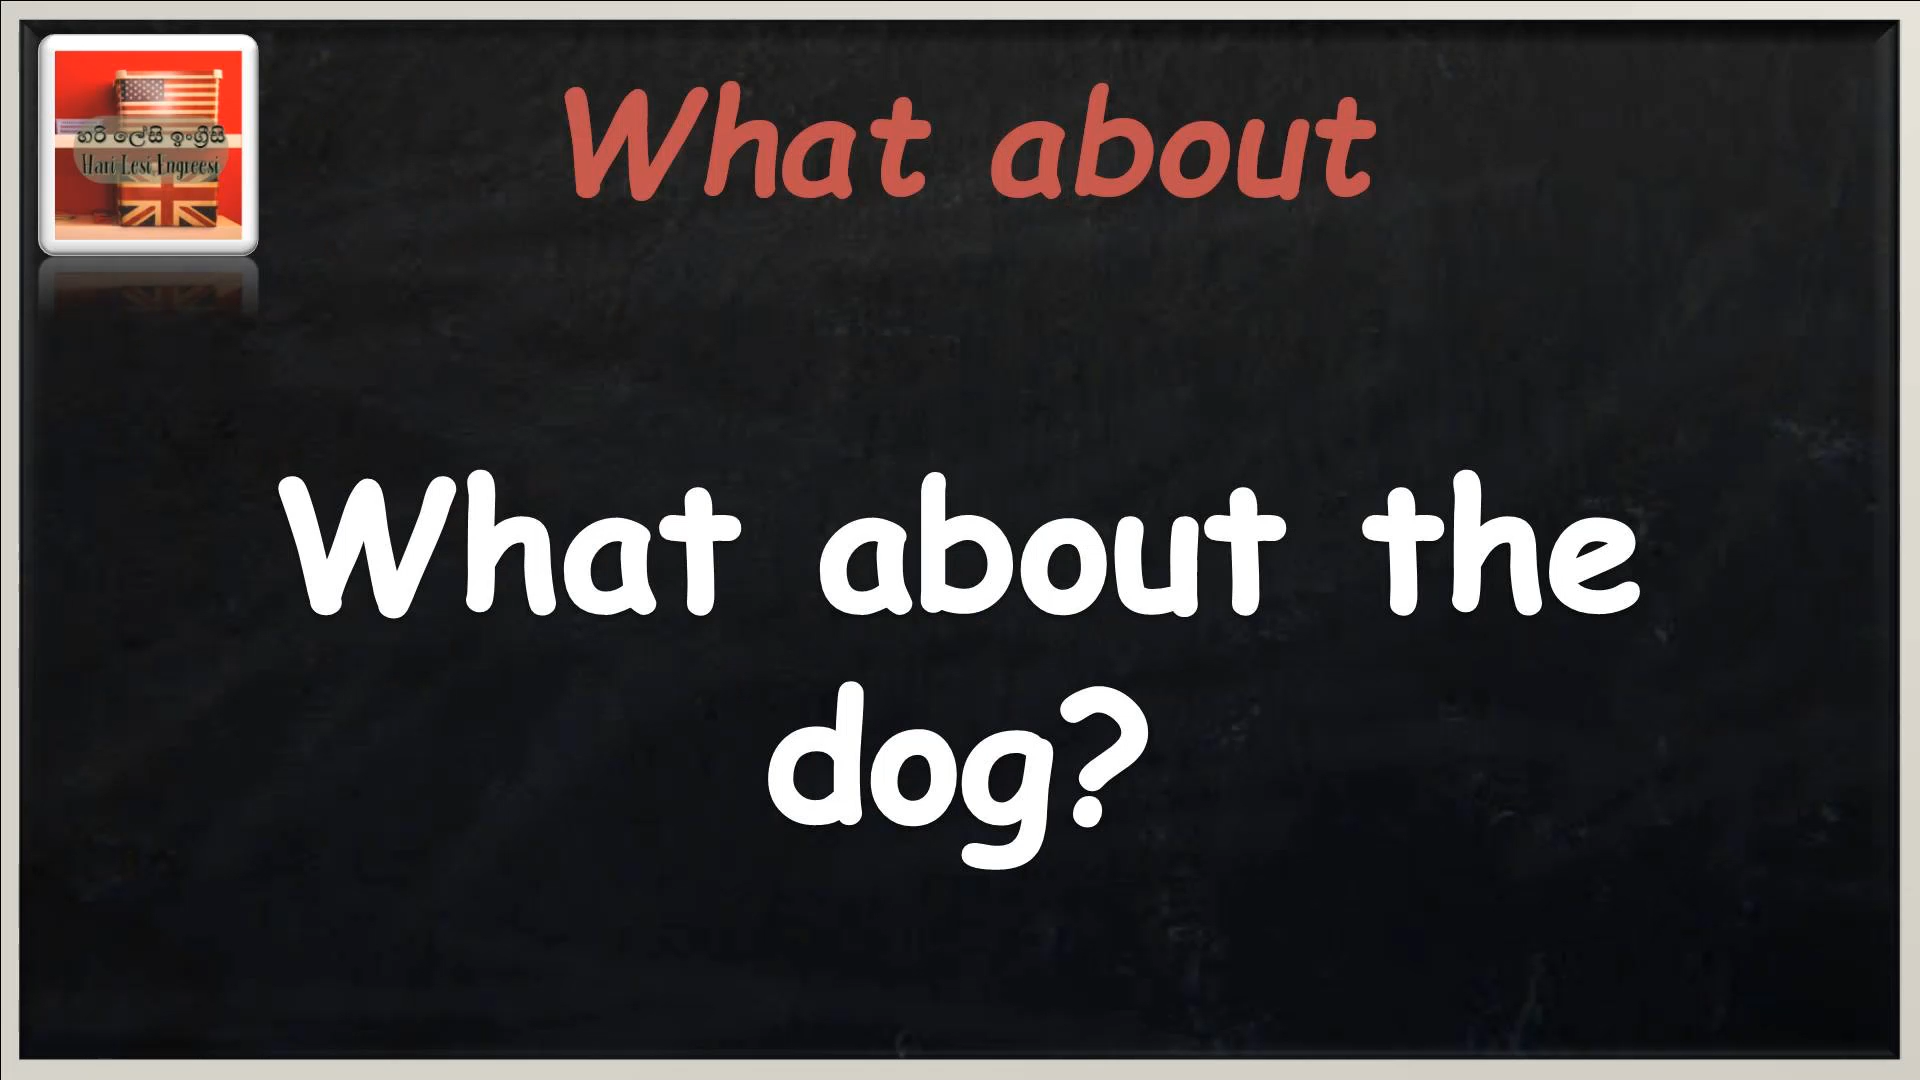 හරි ලේසි ඉංග්‍රීසි
Hari Lesi Engreesi
What about
What about the
dog?